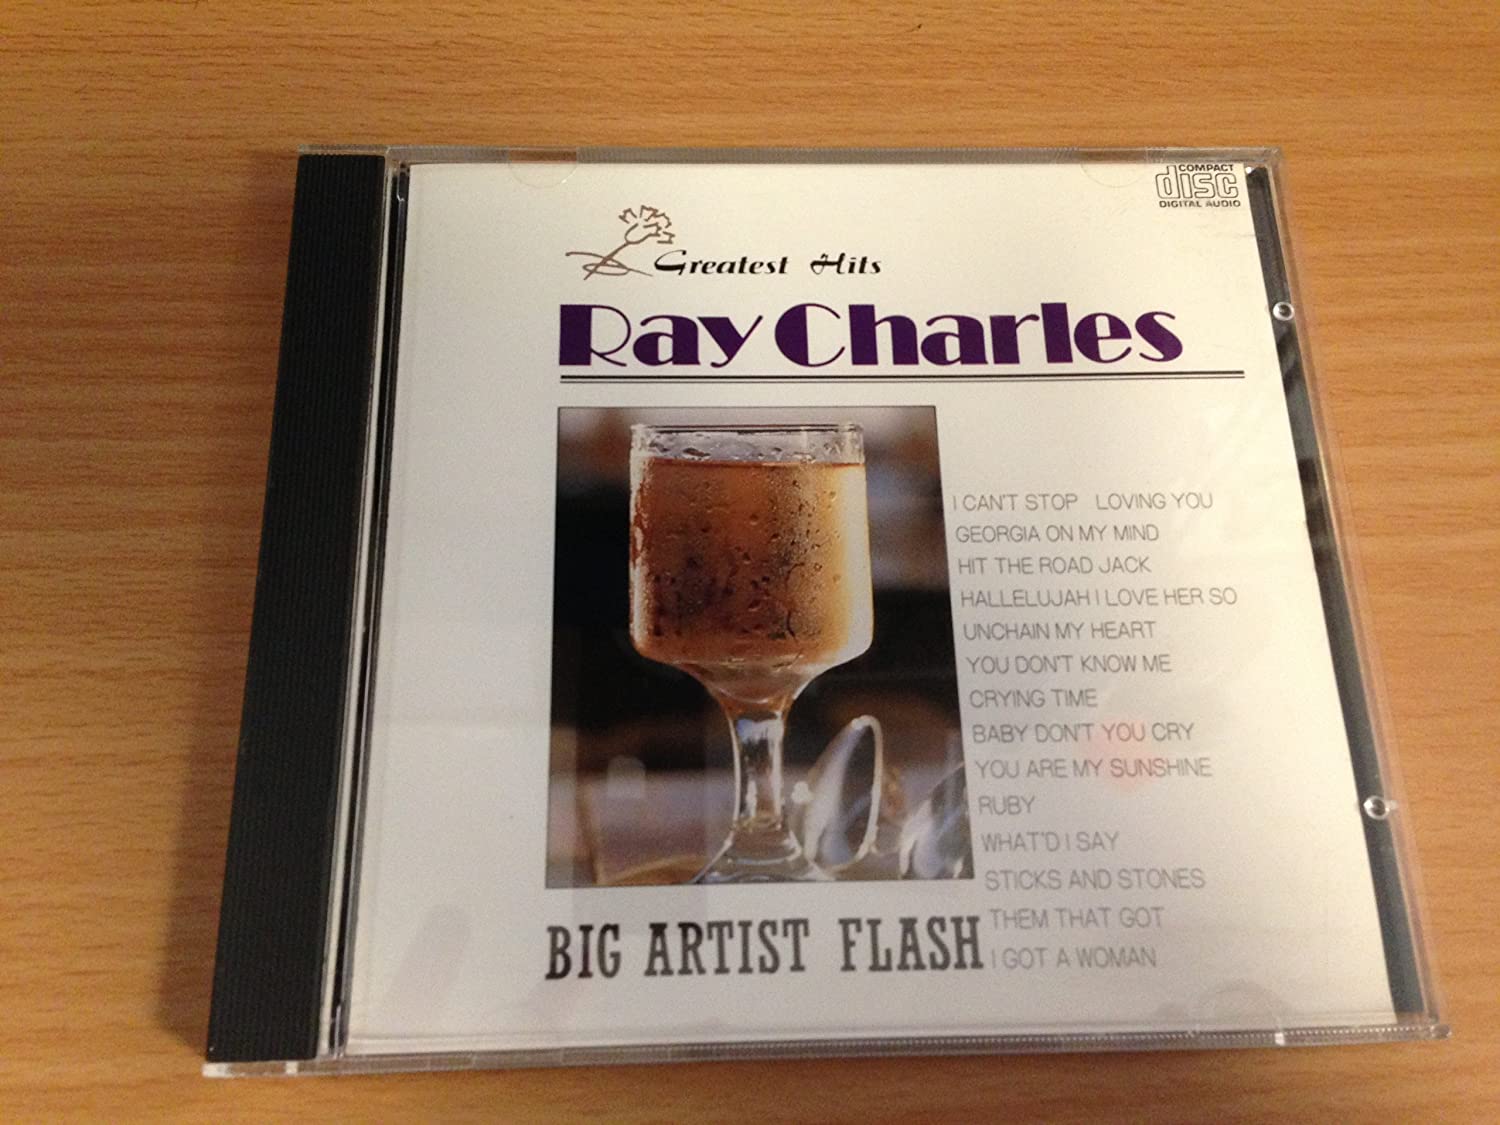 COMPACT
disc
DIGITAL AUDIO
Greatest Hits
Ray Charles
I CAN'T STOP LOVING YOU
GEORGIA ON MY MIND
HIT THE ROAD JACK
HALLELUJAH I LOVE HER SO
UNCHAIN MY HEART
YOU DON'T KNOW ME
CRYING TIME
BABY DON'T YOU CRY
YOU ARE MY SUNSHINE
RUBY
WHAT'D I SAY
STICKS AND STONES
THEM THAT GOT
I GOT A WOMAN
BIG ARTIST FLASH